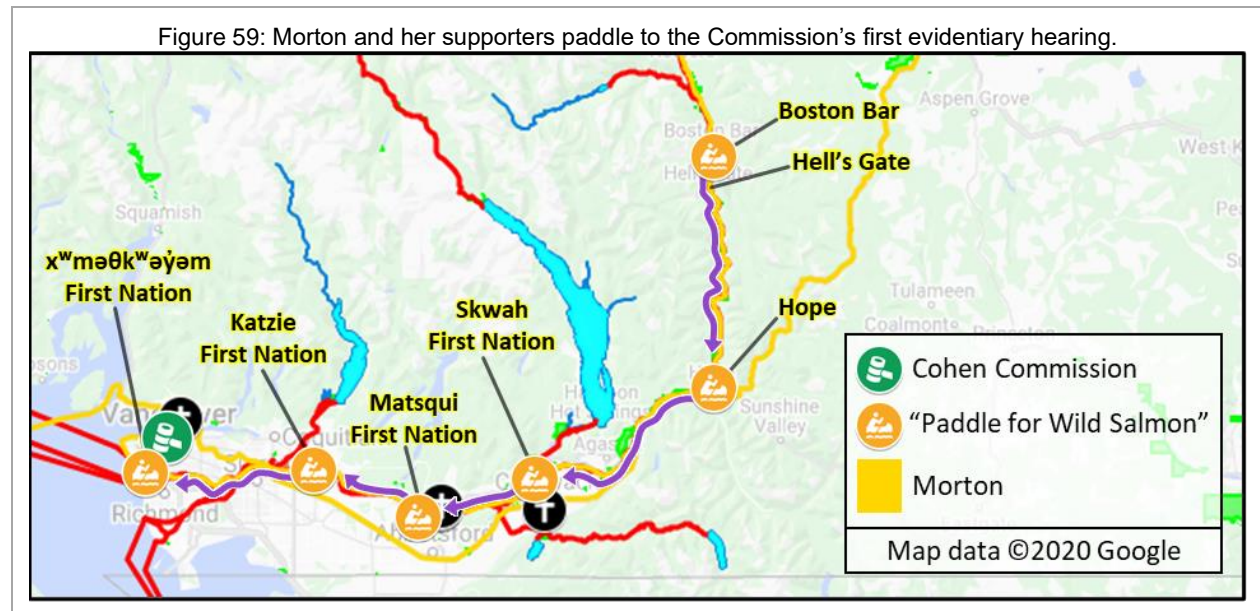 Figure 59: Morton and her supporters paddle to the Commission’s first evidentiary hearing.
Aspen Grove
Boston Bar
Hell’s Gate
Squamish
xʷməθkʷəy̓əm
First Nation
Katzie
First Nation
Skwah
First Nation
Matsqui
First Nation
Hope
Tulameen
Coalmont
Princeton
Sunshine
Valley
Richmond
Cohen Commission
“Paddle for Wild Salmon”
Morton
Map data ©2020 Google